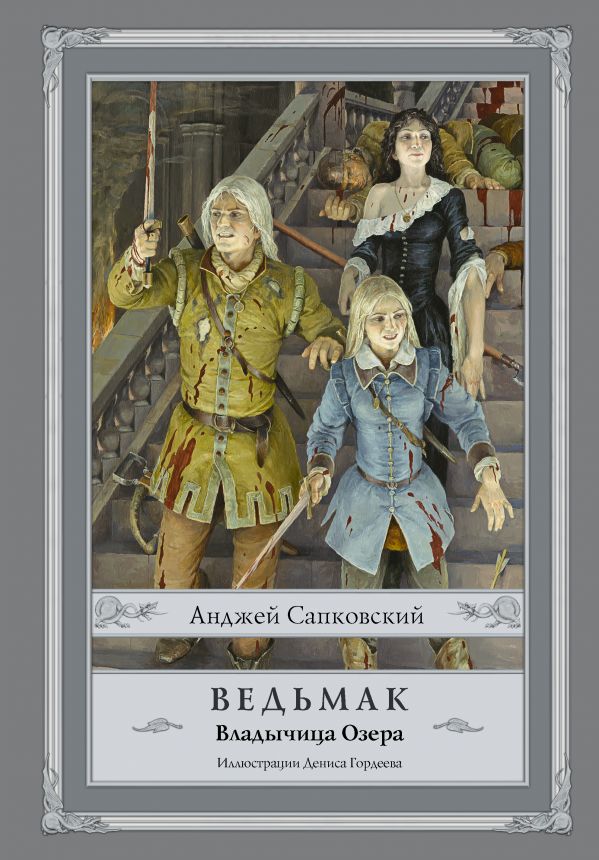 Анджей Сапковский
ВЕДЬМАК
Владычица Озера
Иллюстрации Дениса Гордеева